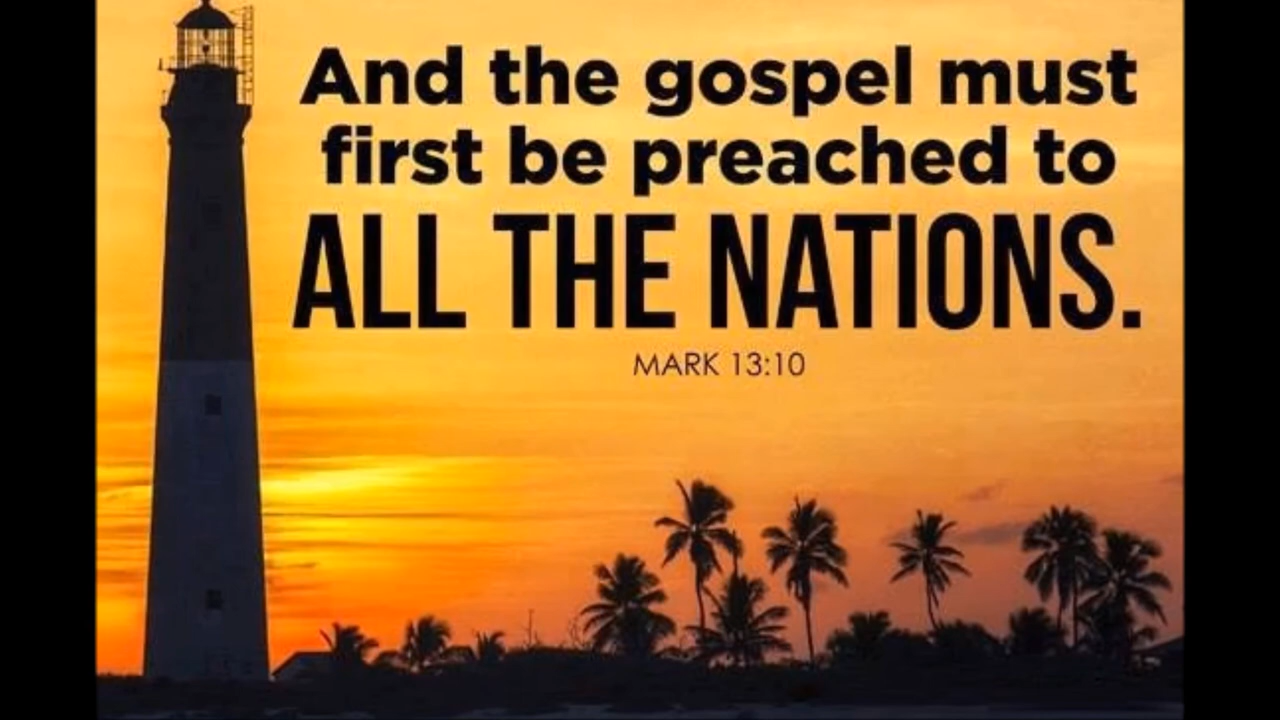 And the gospel must
first be preached to
ALL THE NATIONS.
MARK 13:10